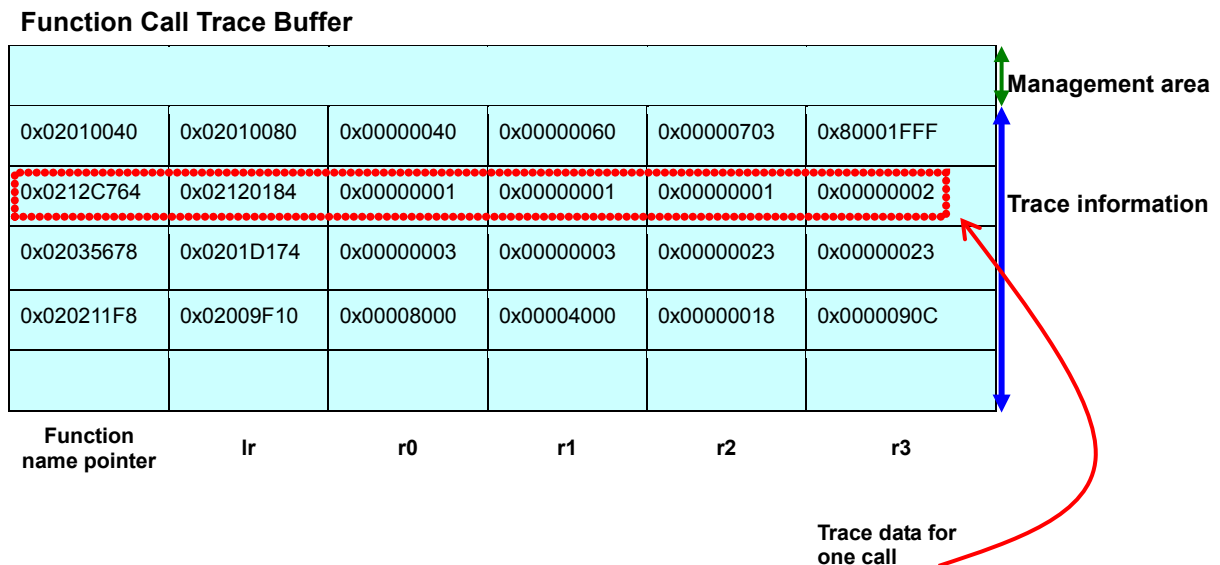 Function Call Trace Buffer
Management area
0x02010040 0x02010080 0x00000040 0x00000060 0x00000703 0x80001FFF
0x0212C764 0x02120184 0x00000001 0x00000001 0x00000001 0x00000002
Trace information
0x02035678 0x0201D174 0x00000003 0x00000003 0x00000023 0x00000023
0x020211F8 0x02009F10 0x00008000 0x00004000 0x00000018 0x0000090C
Function
name pointer
lr r0 r1 r2 r3
Trace data for
one call